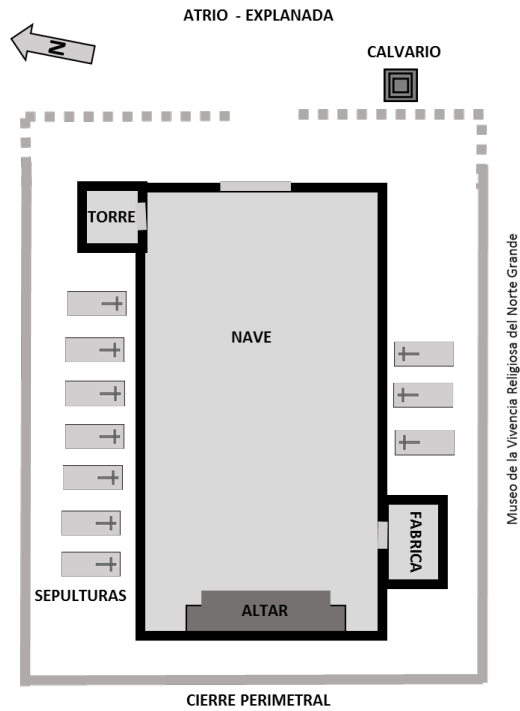 ATRIO - EXPLANADA
N
CALVARIO
TORRE
NAVE
Museo de la Vivencia Religiosa del Norte Grande
FABRICA
SEPULTURAS
ALTAR
CIERRE PERIMETRAL